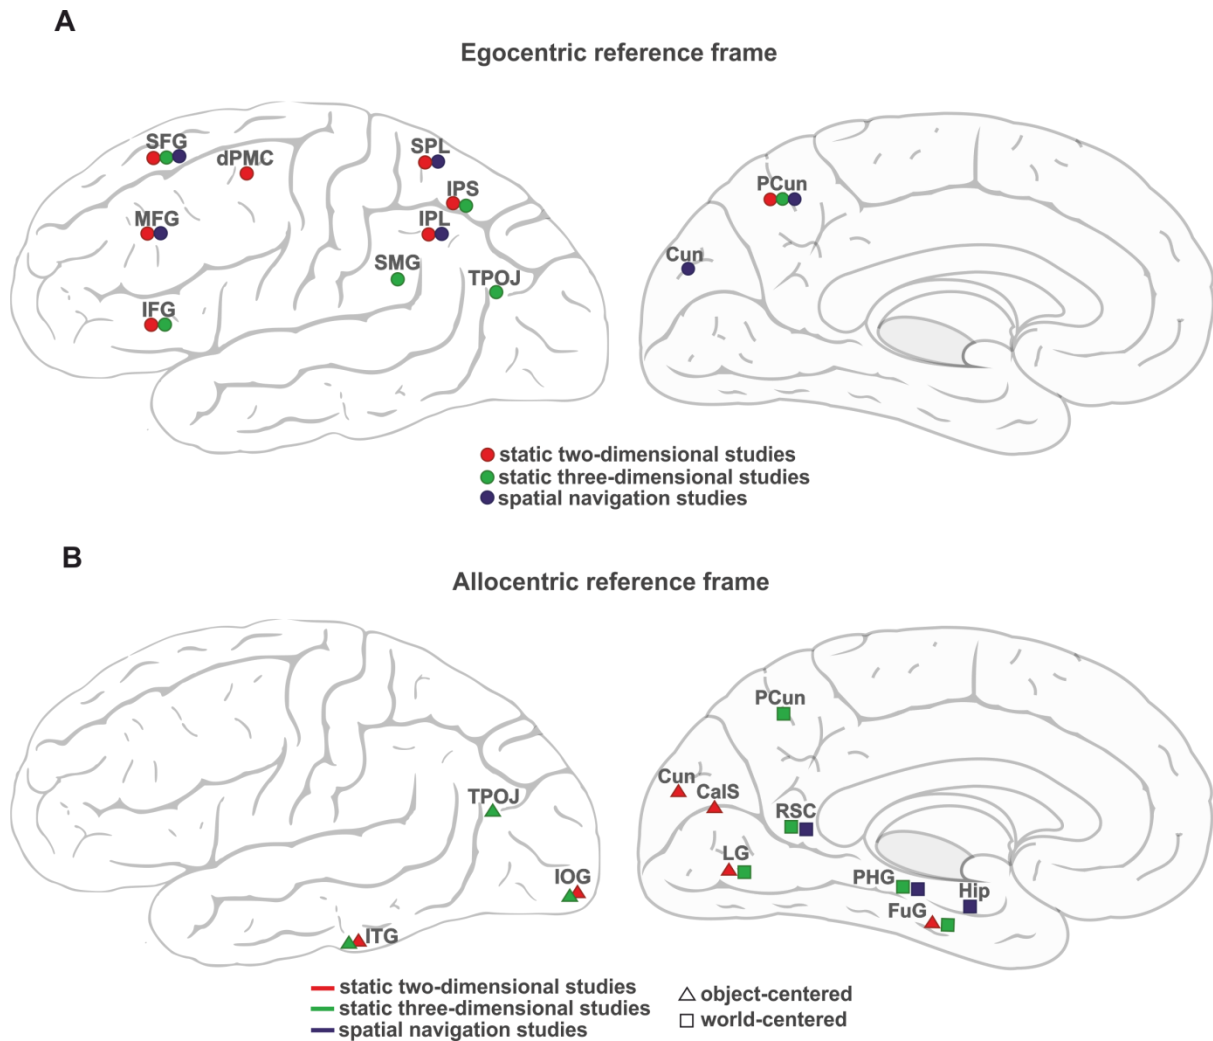 A
Egocentric reference frame
SFG
dPMC
SPL
IPS
MFG
IPL
SMG
TPOJ
IFG
PCun
Cun
static two-dimensional studies
static three-dimensional studies
spatial navigation studies
B
Allocentric reference frame
TPOJ
IOG
ITG
PCun
Cun
CalS
RSC
LG
PHG
Hip
FuG
static two-dimensional studies
static three-dimensional studies
spatial navigation studies
object-centered
world-centered